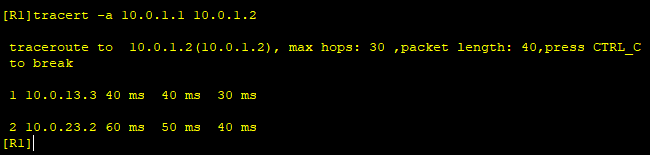 [R1]tracert -a 10.0.1.1 10.0.1.2
traceroute to  10.0.1.2(10.0.1.2), max hops: 30 ,packet length: 40,press CTRL_C
to break
1 10.0.13.3 40 ms  40 ms  30 ms
2 10.0.23.2 60 ms  50 ms  40 ms
[R1]